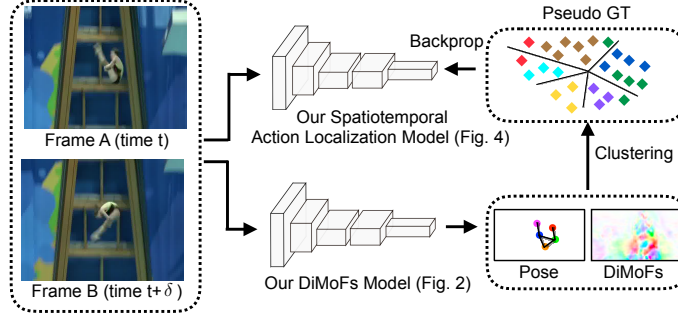 Pseudo GT
Backprop
Our Spatiotemporal
Action Localization Model (Fig. 4)
Frame A (time t)
Clustering
Frame B (time t+δ)
Our DiMoFs Model (Fig. 2)
Pose
DiMoFs